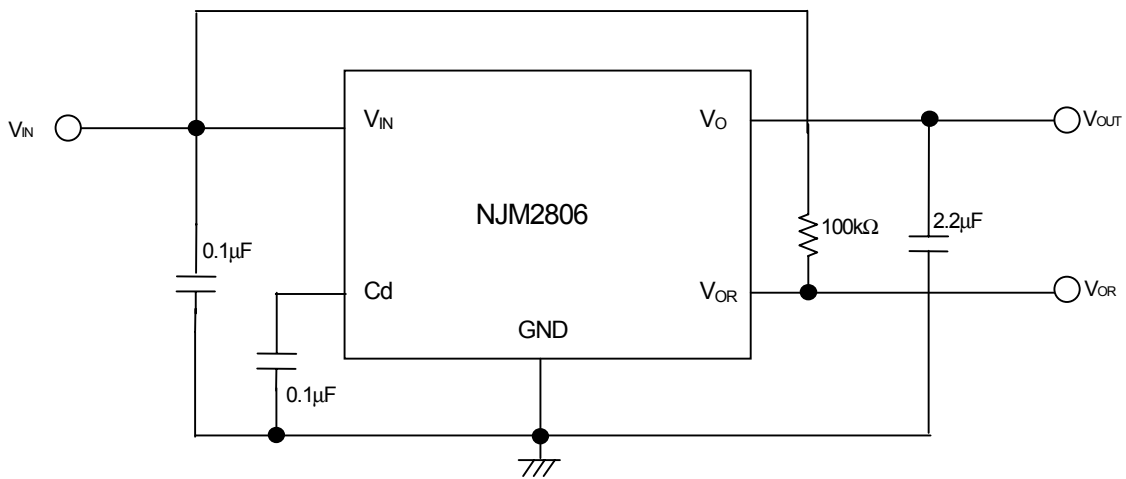 VIN
VIN
VO
VOUT
NJM2806
100kΩ
2.2µF
0.1µF
Cd
VOR
VOR
GND
0.1µF